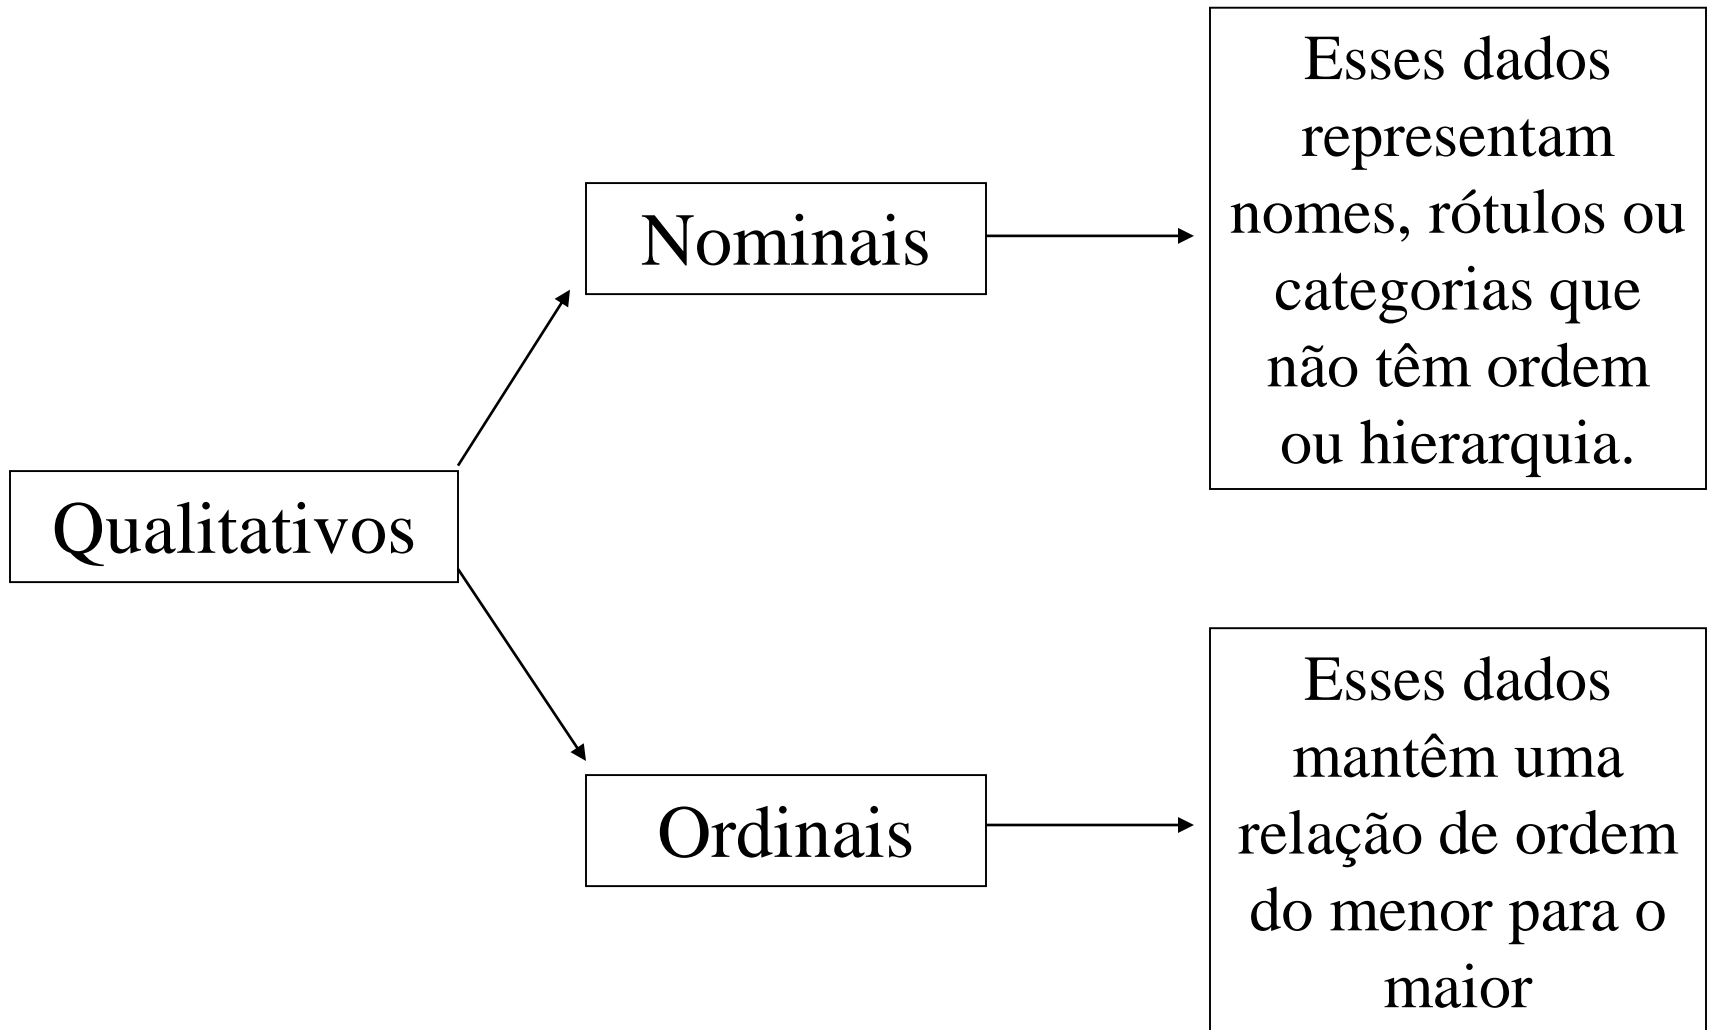 Qualitativos
Nominais
Esses dados
representam
nomes, rótulos ou
categorias que
não têm ordem
ou hierarquia.
Ordinais
Esses dados
mantêm uma
relação de ordem
do menor para o
maior